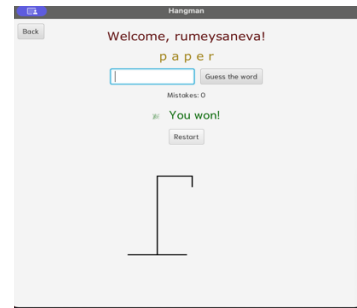 Hangman
Back
Welcome, rumeysaneva!
p a p e r
Guess the word
Mistakes: 0
You won!
Restart